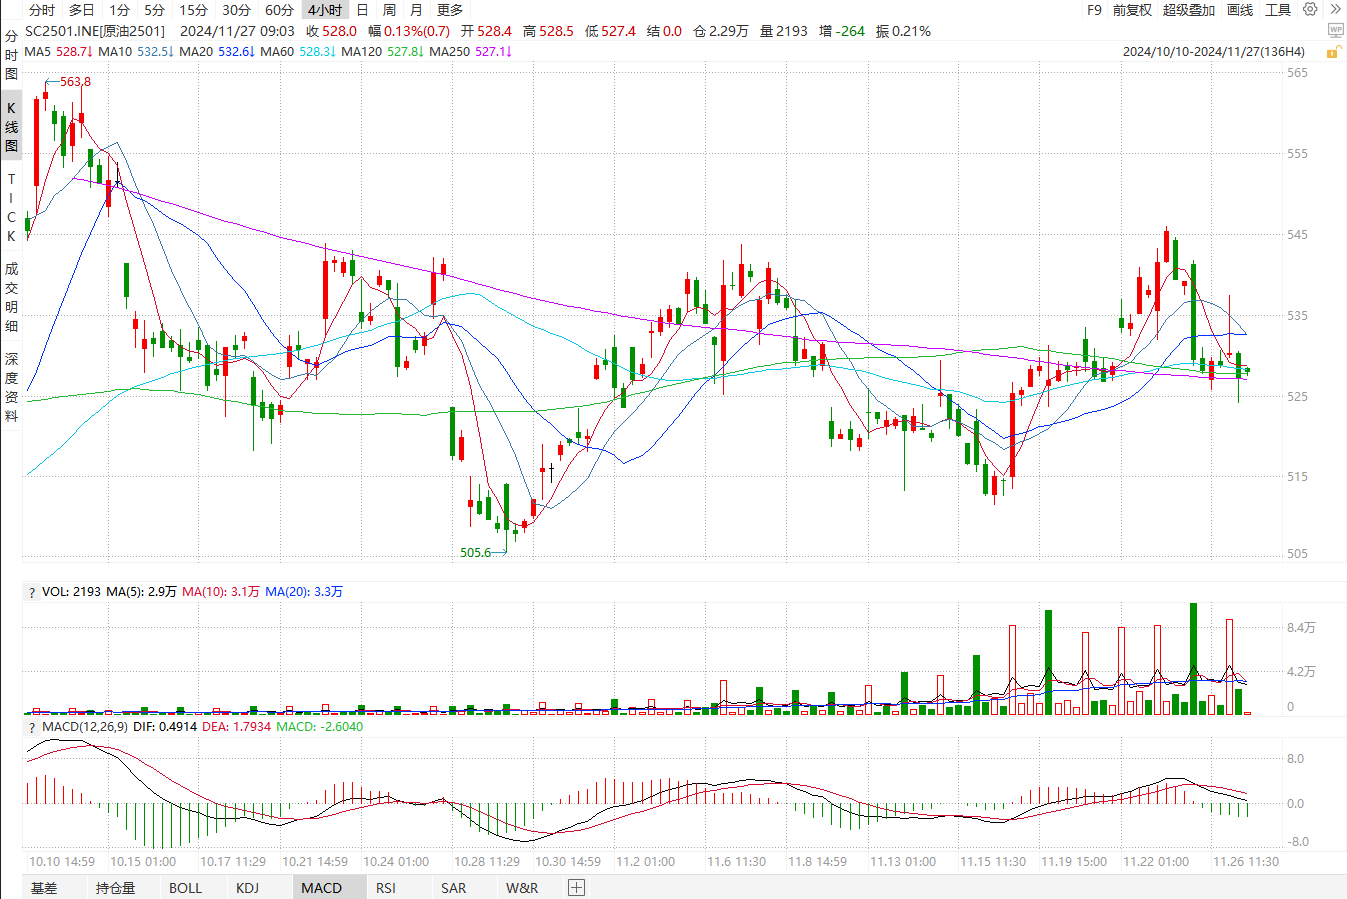 分时 多日 1分 5分 15分 30分 60分 4小时 日 周 月 更多 F9 前复权 超级叠加 画线 工具
SC2501.INE[原油2501] 2024/11/27 09:03 收 528.0 幅 0.13%(0.7) 开 528.4 高 528.5 低 527.4 结 0.0 仓 2.29万 量 2193 增 -264 振 0.21% WP
MA5 528.7↓ MA10 532.5↓ MA20 532.6↓ MA60 528.3↓ MA120 527.8↓ MA250 527.1↓ 2024/10/10-2024/11/27(136H4)
分时图
K线图
TICK
成交明细
深度资料
563.8
505.6
565
555
545
535
525
515
505
? VOL: 2193 MA(5): 2.9万 MA(10): 3.1万 MA(20): 3.3万
8.4万
4.2万
0
? MACD(12,26,9) DIF: 0.4914 DEA: 1.7934 MACD: -2.6040
8.0
0.0
-8.0
10.10 14:59 10.15 01:00 10.17 11:29 10.21 14:59 10.24 01:00 10.28 11:29 10.30 14:59 11.2 01:00 11.6 11:30 11.8 14:59 11.13 01:00 11.15 11:30 11.19 15:00 11.22 01:00 11.26 11:30
基差 持仓量 BOLL KDJ MACD RSI SAR W&R